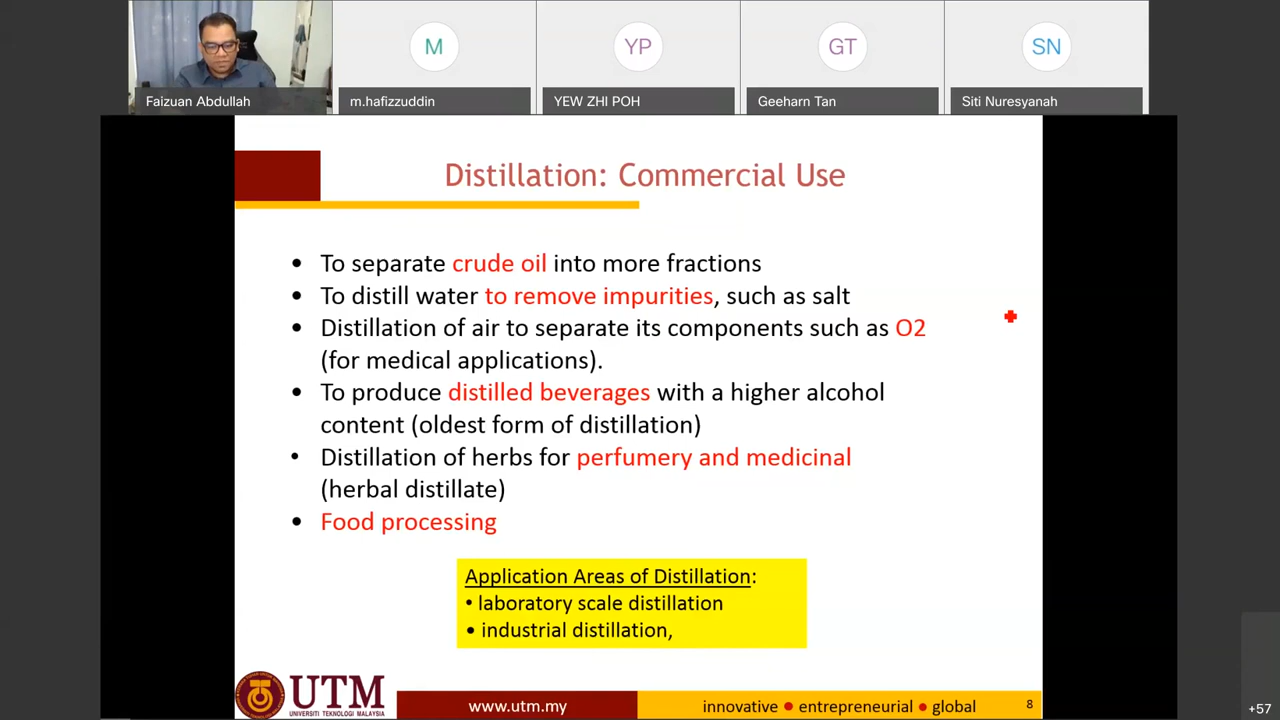 M
YP
GT
SN
Faizuan Abdullah
m.hafizzuddin
YEW ZHI POH
Geeharn Tan
Siti Nuresyanah
Distillation: Commercial Use
• To separate crude oil into more fractions
• To distill water to remove impurities, such as salt
• Distillation of air to separate its components such as O2
(for medical applications).
• To produce distilled beverages with a higher alcohol
content (oldest form of distillation)
• Distillation of herbs for perfumery and medicinal
(herbal distillate)
• Food processing
Application Areas of Distillation:
• laboratory scale distillation
• industrial distillation,
UTM
UNIVERSITI TEKNOLOGI MALAYSIA
www.utm.my
innovative ● entrepreneurial ● global
8
+57